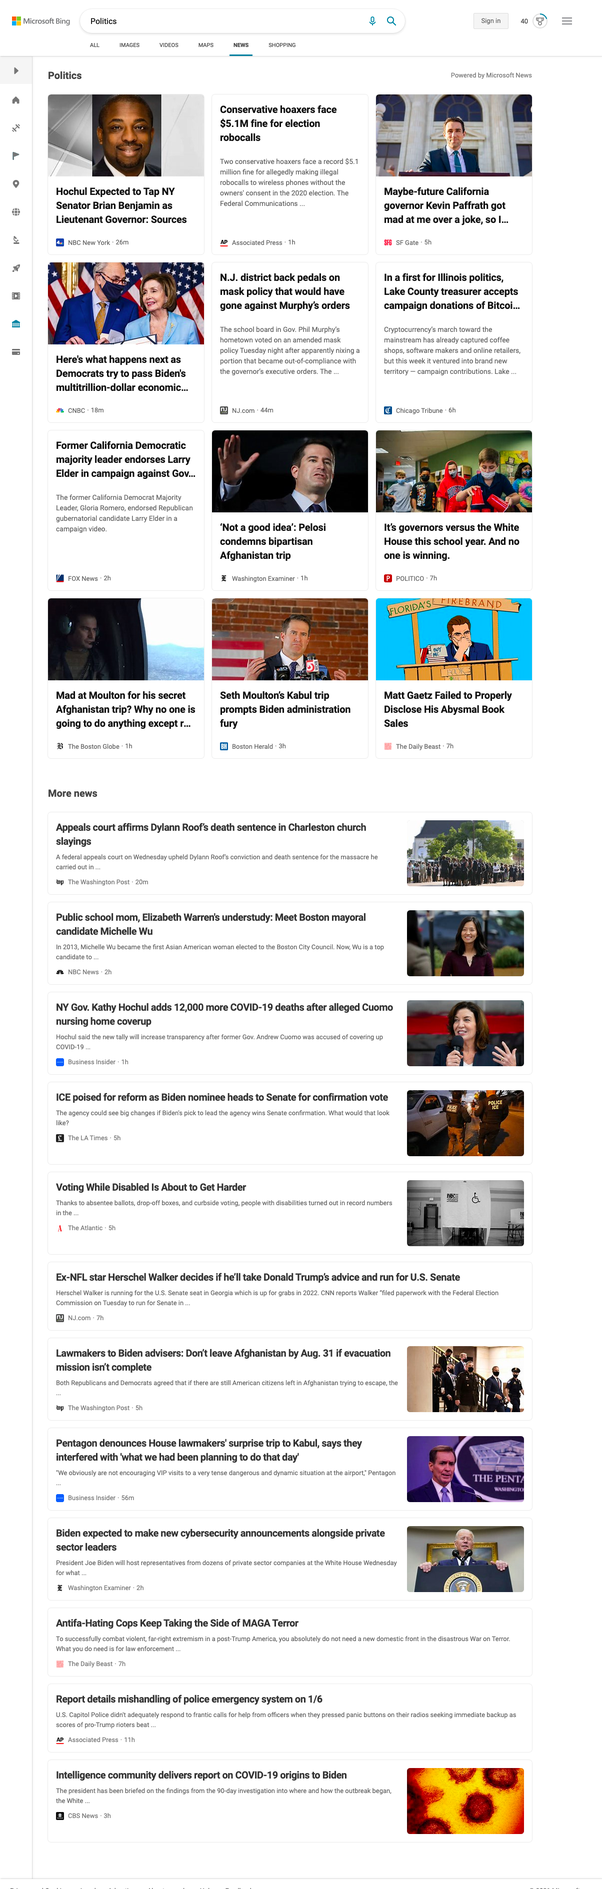 Microsoft Bing
Politics
Sign in
40
ALL
IMAGES
VIDEOS
MAPS
NEWS
SHOPPING
Politics
Powered by Microsoft News
Hochul Expected to Tap NY
Senator Brian Benjamin as
Lieutenant Governor: Sources
NBC New York · 26m
Conservative hoaxers face
$5.1M fine for election
robocalls
Two conservative hoaxers face a record $5.1
million fine for allegedly making illegal
robocalls to wireless phones without the
owners' consent in the 2020 election. The
Federal Communications ...
AP
Associated Press · 1h
Maybe-future California
governor Kevin Paffrath got
mad at me over a joke, so I...
SF Gate · 5h
Here's what happens next as
Democrats try to pass Biden's
multitrillion-dollar economic...
CNBC · 18m
N.J. district back pedals on
mask policy that would have
gone against Murphy's orders
The school board in Gov. Phil Murphy's
hometown voted on an amended mask
policy Tuesday night after apparently nixing a
portion that became out-of-compliance with
the governor's executive orders. The ...
NJ.com · 44m
In a first for Illinois politics,
Lake County treasurer accepts
campaign donations of Bitcoi...
Cryptocurrency's march toward the
mainstream has already captured coffee
shops, software makers and online retailers,
but this week it ventured into brand new
territory — campaign contributions. Lake ...
Chicago Tribune · 6h
Former California Democratic
majority leader endorses Larry
Elder in campaign against Gov...
The former California Democrat Majority
Leader, Gloria Romero, endorsed Republican
gubernatorial candidate Larry Elder in a
campaign video.
FOX News · 2h
'Not a good idea': Pelosi
condemns bipartisan
Afghanistan trip
Washington Examiner · 1h
It's governors versus the White
House this school year. And no
one is winning.
POLITICO · 7h
Mad at Moulton for his secret
Afghanistan trip? Why no one is
going to do anything except r...
The Boston Globe · 1h
Seth Moulton's Kabul trip
prompts Biden administration
fury
Boston Herald · 3h
FLORIDA'S FIREBRAND
Matt Gaetz Failed to Properly
Disclose His Abysmal Book
Sales
The Daily Beast · 7h
More news
Appeals court affirms Dylann Roof's death sentence in Charleston church
slayings
A federal appeals court on Wednesday upheld Dylann Roof's conviction and death sentence for the massacre he
carried out in ...
wp
The Washington Post · 20m
Public school mom, Elizabeth Warren's understudy: Meet Boston mayoral
candidate Michelle Wu
In 2013, Michelle Wu became the first Asian American woman elected to the Boston City Council. Now, Wu is a top
candidate to ...
NBC News · 2h
NY Gov. Kathy Hochul adds 12,000 more COVID-19 deaths after alleged Cuomo
nursing home coverup
Hochul said the new tally will increase transparency after former Gov. Andrew Cuomo was accused of covering up
COVID-19 ...
Business Insider · 1h
ICE poised for reform as Biden nominee heads to Senate for confirmation vote
The agency could see big changes if Biden's pick to lead the agency wins Senate confirmation. What would that look
like?
The LA Times · 5h
POLICE
ICE
Voting While Disabled Is About to Get Harder
Thanks to absentee ballots, drop-off boxes, and curbside voting, people with disabilities turned out in record numbers
in the ...
The Atlantic · 5h
Ex-NFL star Herschel Walker decides if he'll take Donald Trump's advice and run for U.S. Senate
Herschel Walker is running for the U.S. Senate seat in Georgia which is up for grabs in 2022. CNN reports Walker "filed paperwork with the Federal Election
Commission on Tuesday to run for Senate in ...
NJ.com · 7h
Lawmakers to Biden advisers: Don't leave Afghanistan by Aug. 31 if evacuation
mission isn't complete
Both Republicans and Democrats agreed that if there are still American citizens left in Afghanistan trying to escape, the
...
wp
The Washington Post · 5h
Pentagon denounces House lawmakers' surprise trip to Kabul, says they
interfered with 'what we had been planning to do that day'
"We obviously are not encouraging VIP visits to a very tense dangerous and dynamic situation at the airport," Pentagon
...
Business Insider · 56m
THE PENTA
WASHINGTON
Biden expected to make new cybersecurity announcements alongside private
sector leaders
President Joe Biden will host representatives from dozens of private sector companies at the White House Wednesday
for what ...
Washington Examiner · 2h
Antifa-Hating Cops Keep Taking the Side of MAGA Terror
To successfully combat violent, far-right extremism in a post-Trump America, you absolutely do not need a new domestic front in the disastrous War on Terror.
What you do need is for law enforcement ...
The Daily Beast · 7h
Report details mishandling of police emergency system on 1/6
U.S. Capitol Police didn't adequately respond to frantic calls for help from officers when they pressed panic buttons on their radios seeking immediate backup as
scores of pro-Trump rioters beat ...
AP
Associated Press · 11h
Intelligence community delivers report on COVID-19 origins to Biden
The president has been briefed on the findings from the 90-day investigation into where and how the outbreak began,
the White ...
CBS News · 3h